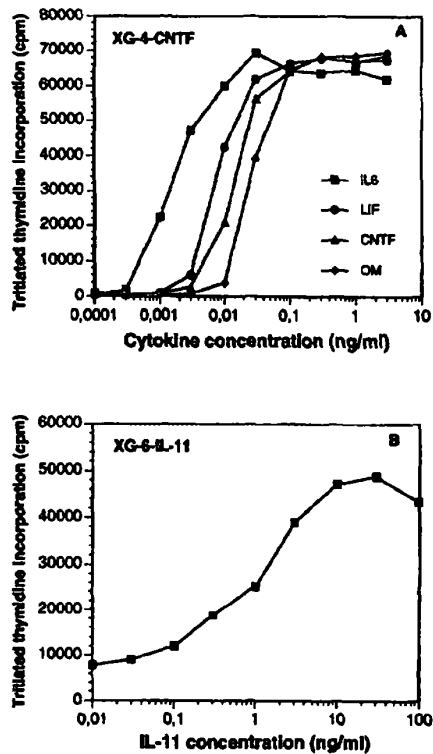 Tritiated thymidine incorporation (cpm)
80000
70000
60000
50000
40000
30000
20000
10000
0
XG-4-CNTF
A
IL6
LIF
CNTF
OM
0,0001
0,001
0,01
0,1
1
10
Cytokine concentration (ng/ml)
Tritiated thymidine incorporation (cpm)
60000
50000
40000
30000
20000
10000
0
XG-6-IL-11
B
0,01
0,1
1
10
100
IL-11 concentration (ng/ml)